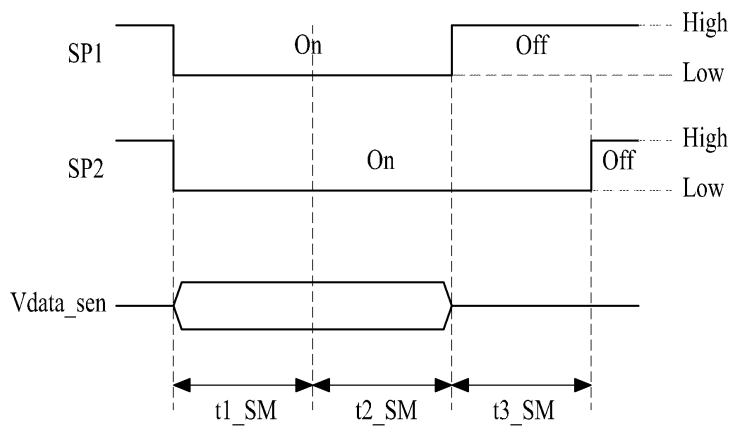 High
SP1 On Off
Low
High
SP2 On Off
Low
Vdata_sen
t1_SM t2_SM t3_SM